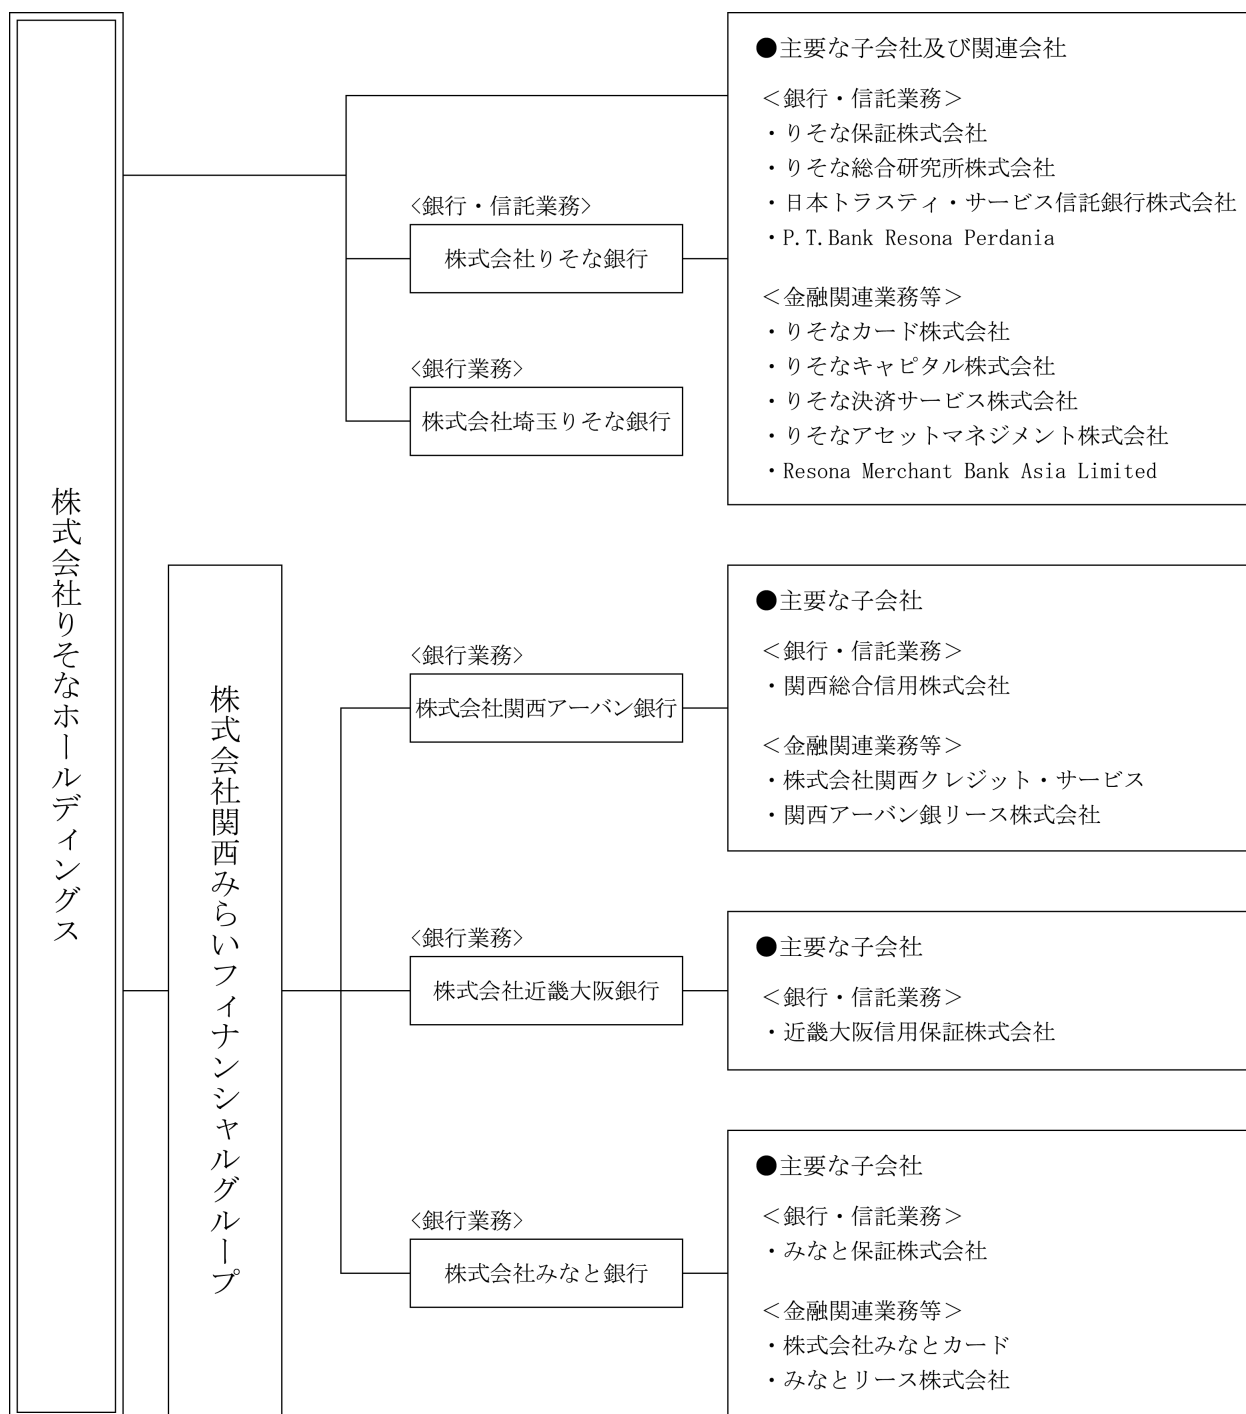 株式会社りそなホールディングス
●主要な子会社及び関連会社
＜銀行・信託業務＞
・りそな保証株式会社
・りそな総合研究所株式会社
・日本トラスティ・サービス信託銀行株式会社
・P.T.Bank Resona Perdania
＜金融関連業務等＞
・りそなカード株式会社
・りそなキャピタル株式会社
・りそな決済サービス株式会社
・りそなアセットマネジメント株式会社
・Resona Merchant Bank Asia Limited
<銀行・信託業務>
株式会社りそな銀行
<銀行業務>
株式会社埼玉りそな銀行
株式会社関西みらいフィナンシャルグループ
<銀行業務>
株式会社関西アーバン銀行
●主要な子会社
＜銀行・信託業務＞
・関西総合信用株式会社
＜金融関連業務等＞
・株式会社関西クレジット・サービス
・関西アーバン銀リース株式会社
<銀行業務>
株式会社近畿大阪銀行
●主要な子会社
＜銀行・信託業務＞
・近畿大阪信用保証株式会社
<銀行業務>
株式会社みなと銀行
●主要な子会社
＜銀行・信託業務＞
・みなと保証株式会社
＜金融関連業務等＞
・株式会社みなとカード
・みなとリース株式会社